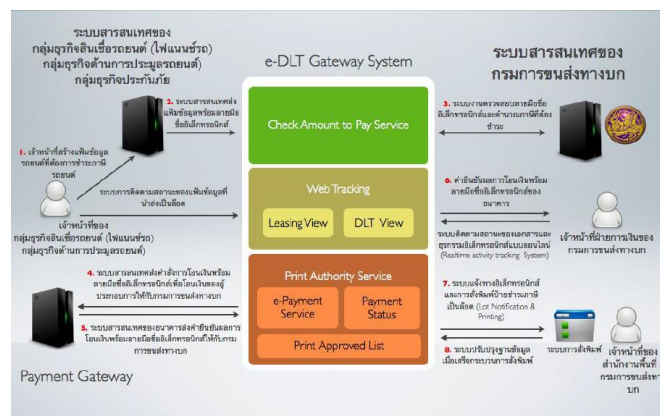 ระบบสารสนเทศของ
กลุ่มธุรกิจสินเชื่อรถยนต์ (ไฟแนนซ์รถ)
กลุ่มธุรกิจด้านการประมูลรถยนต์)
กลุ่มธุรกิจประกันภัย
e-DLT Gateway System
ระบบสารสนเทศของ
กรมการขนส่งทางบก
1. เจ้าหน้าที่สร้างแฟ้มข้อมูล
รถยนต์ที่ต้องการชำระภาษี
รถยนต์
2. ระบบสารสนเทศส่ง
แฟ้มข้อมูลพร้อมลายมือ
ชื่ออิเล็กทรอนิกส์
Check Amount to Pay Service
3. ระบบงานตรวจสอบลายมือชื่อ
อิเล็กทรอนิกส์และคำนวณภาษีที่ต้อง
ชำระ
ระบบการติดตามสถานะของแฟ้มข้อมูลที่
นำส่งเป็นล๊อต
เจ้าหน้าที่ของ
กลุ่มธุรกิจสินเชื่อรถยนต์ (ไฟแนนซ์รถ)
กลุ่มธุรกิจด้านการประมูลรถยนต์)
Web Tracking
Leasing View
DLT View
6. คำยืนยันผลการโอนเงินพร้อม
ลายมือชื่ออิเล็กทรอนิกส์ของ
ธนาคาร
ระบบติดตามสถานะของเอกสารและ
ธุรกรรมอิเล็กทรอนิกส์แบบออนไลน์
(Realtime activity tracking System)
เจ้าหน้าที่ฝ่ายการเงินของ
กรมการขนส่งทางบก
4. ระบบสารสนเทศส่งคำสั่งการโอนเงินพร้อม
ลายมือชื่ออิเล็กทรอนิกส์เพื่อโอนเงินของผู้
ประกอบการให้กับกรมการขนส่งทางบก
5. ระบบสารสนเทศของธนาคารส่งคำยืนยันผลการ
โอนเงินพร้อมลายมือชื่ออิเล็กทรอนิกส์ให้กับกรม
การขนส่งทางบก
Payment Gateway
Print Authority Service
e-Payment
Service
Payment
Status
Print Approved List
7. ระบบแจ้งทางอิเล็กทรอนิกส์
และการสั่งพิมพ์ป้ายชำระภาษี
เป็นล๊อต (Lot Notification &
Printing)
8. ระบบปรับปรุงฐานข้อมูล
เมื่อเสร็จกระบวนการสั่งพิมพ์
ระบบการสั่งพิมพ์
เจ้าหน้าที่ของ
สำนักงานพื้นที่
กรมการขนส่งทา
บก